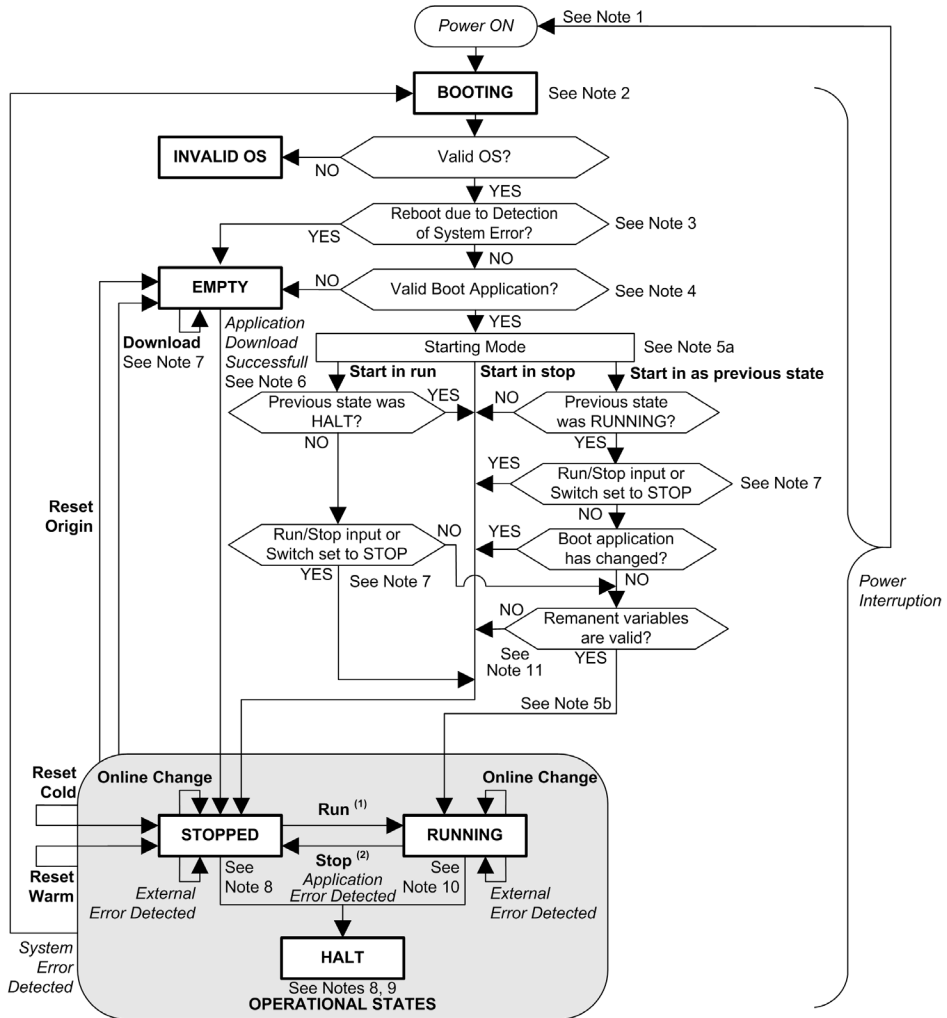 Power ON
See Note 1
BOOTING
See Note 2
INVALID OS
NO
Valid OS?
YES
YES
Reboot due to Detection
of System Error?
See Note 3
NO
EMPTY
NO
Valid Boot Application?
See Note 4
YES
Download
See Note 7
Application
Download
Successfull
See Note 6
Starting Mode
See Note 5a
Start in run
Start in stop
Start in as previous state
Previous state was
HALT?
YES
NO
NO
Previous state
was RUNNING?
YES
YES
Run/Stop input or
Switch set to STOP
See Note 7
NO
Reset
Origin
Run/Stop input or
Switch set to STOP
NO
YES
See Note 7
YES
Boot application
has changed?
NO
Power
Interruption
NO
Remanent variables
are valid?
YES
See
Note 11
See Note 5b
Reset
Cold
Online Change
Online Change
STOPPED
Run (1)
RUNNING
Stop (2)
Reset
Warm
See
Note 8
Application
Error Detected
See
Note 10
External
Error Detected
External
Error Detected
System
Error
Detected
HALT
See Notes 8, 9
OPERATIONAL STATES